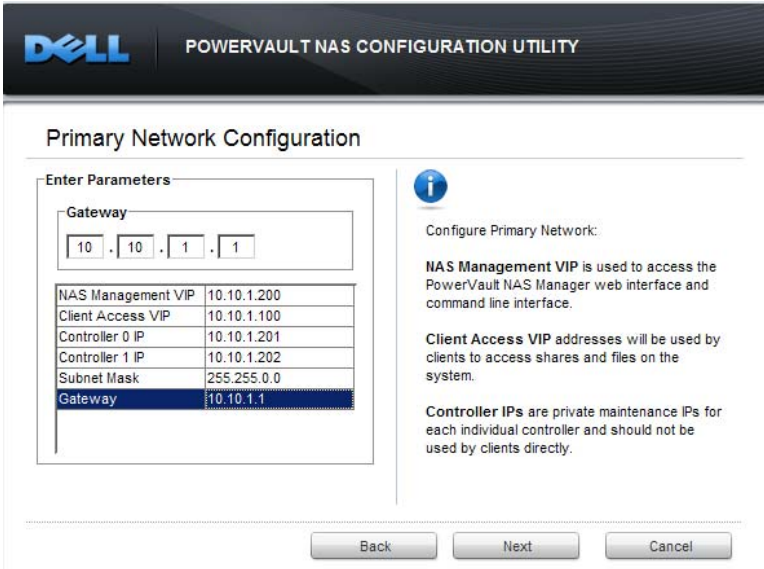 DELL
POWERVAULT NAS CONFIGURATION UTILITY
Primary Network Configuration
Enter Parameters
Gateway
10 . 10 . 1 . 1
NAS Management VIP 10.10.1.200
Client Access VIP 10.10.1.100
Controller 0 IP 10.10.1.201
Controller 1 IP 10.10.1.202
Subnet Mask 255.255.0.0
Gateway 10.10.1.1
i
Configure Primary Network:
NAS Management VIP is used to access the
PowerVault NAS Manager web interface and
command line interface.
Client Access VIP addresses will be used by
clients to access shares and files on the
system.
Controller IPs are private maintenance IPs for
each individual controller and should not be
used by clients directly.
Back Next Cancel